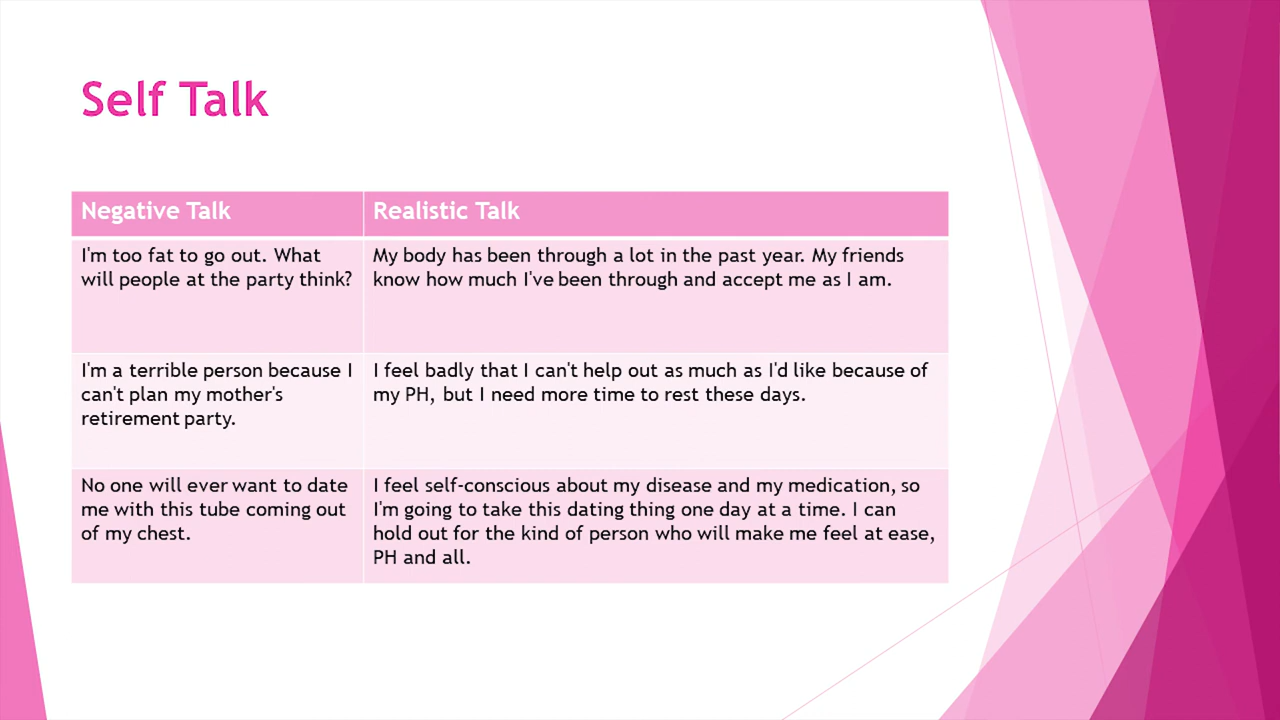 Self Talk
Negative Talk
Realistic Talk
I'm too fat to go out. What
will people at the party think?
My body has been through a lot in the past year. My friends
know how much I've been through and accept me as I am.
I'm a terrible person because I
can't plan my mother's
retirement party.
I feel badly that I can't help out as much as I'd like because of
my PH, but I need more time to rest these days.
No one will ever want to date
me with this tube coming out
of my chest.
I feel self-conscious about my disease and my medication, so
I'm going to take this dating thing one day at a time. I can
hold out for the kind of person who will make me feel at ease,
PH and all.